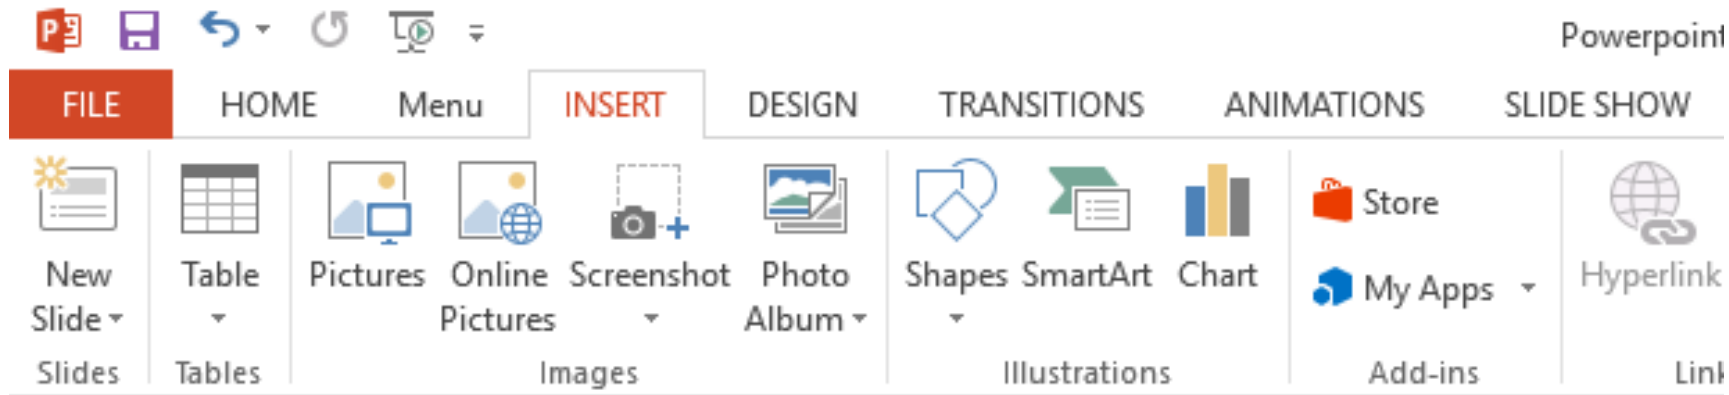 Powerpoint
FILE HOME Menu INSERT DESIGN TRANSITIONS ANIMATIONS SLIDE SHOW
New Slide
Table
Pictures
Online Pictures
Screenshot
Photo Album
Shapes
SmartArt
Chart
Store
My Apps
Hyperlink
Slides Tables Images Illustrations Add-ins